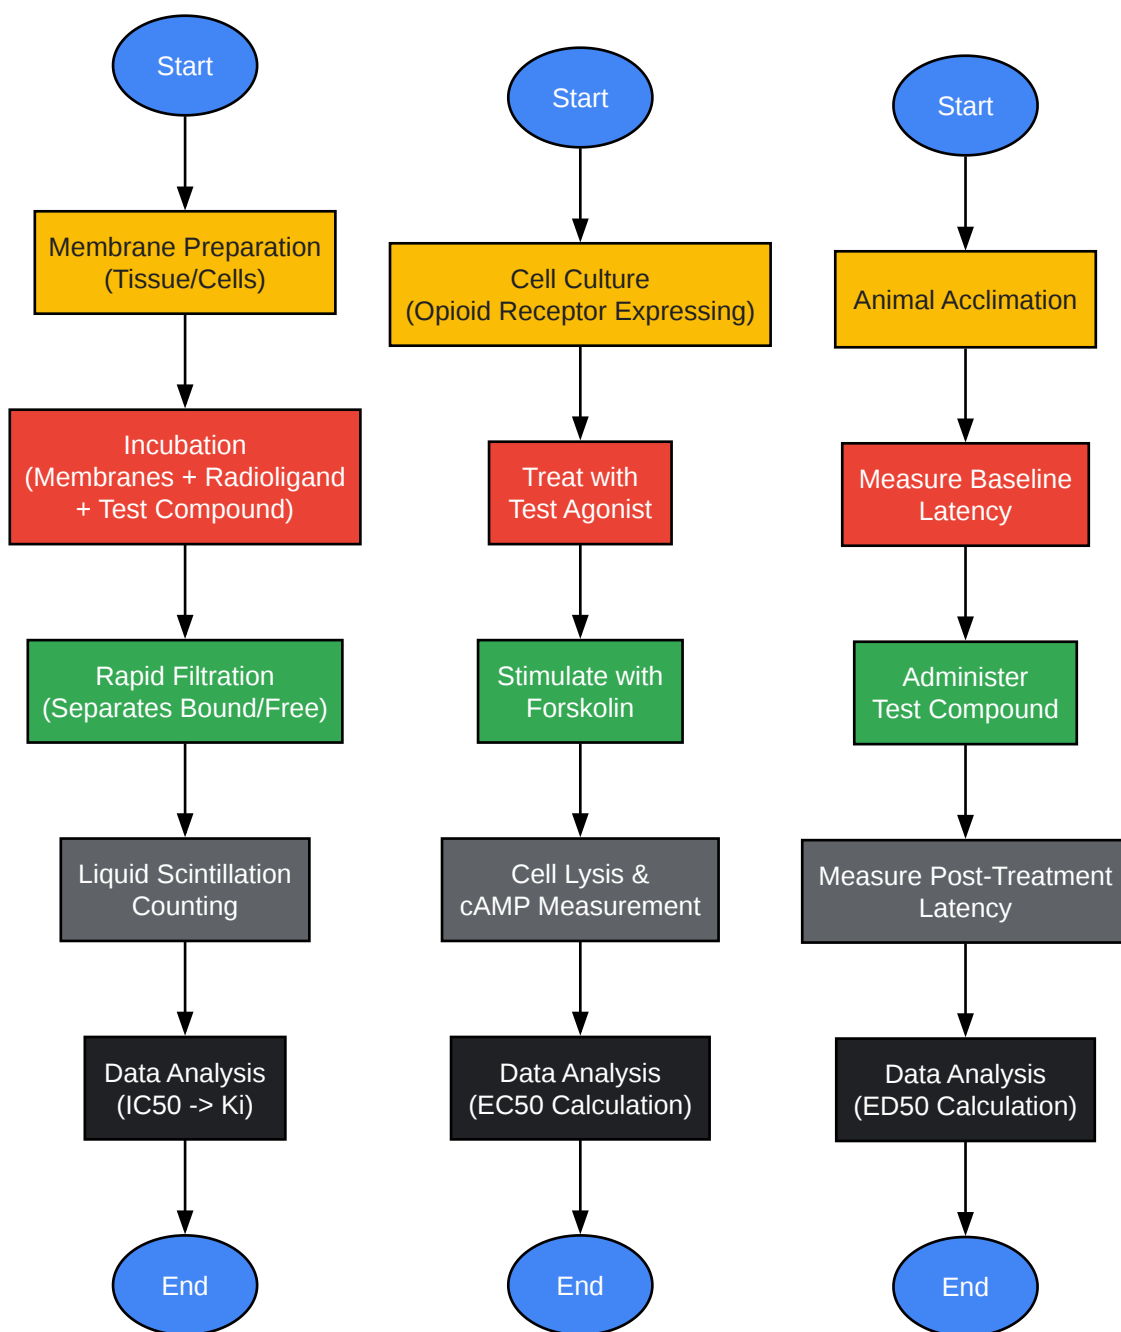 Start
Membrane Preparation
(Tissue/Cells)
Incubation
(Membranes + Radioligand
+ Test Compound)
Rapid Filtration
(Separates Bound/Free)
Liquid Scintillation
Counting
Data Analysis
(IC50 -> Ki)
End
Start
Cell Culture
(Opioid Receptor Expressing)
Treat with
Test Agonist
Stimulate with
Forskolin
Cell Lysis &
cAMP Measurement
Data Analysis
(EC50 Calculation)
End
Start
Animal Acclimation
Measure Baseline
Latency
Administer
Test Compound
Measure Post-Treatment
Latency
Data Analysis
(ED50 Calculation)
End